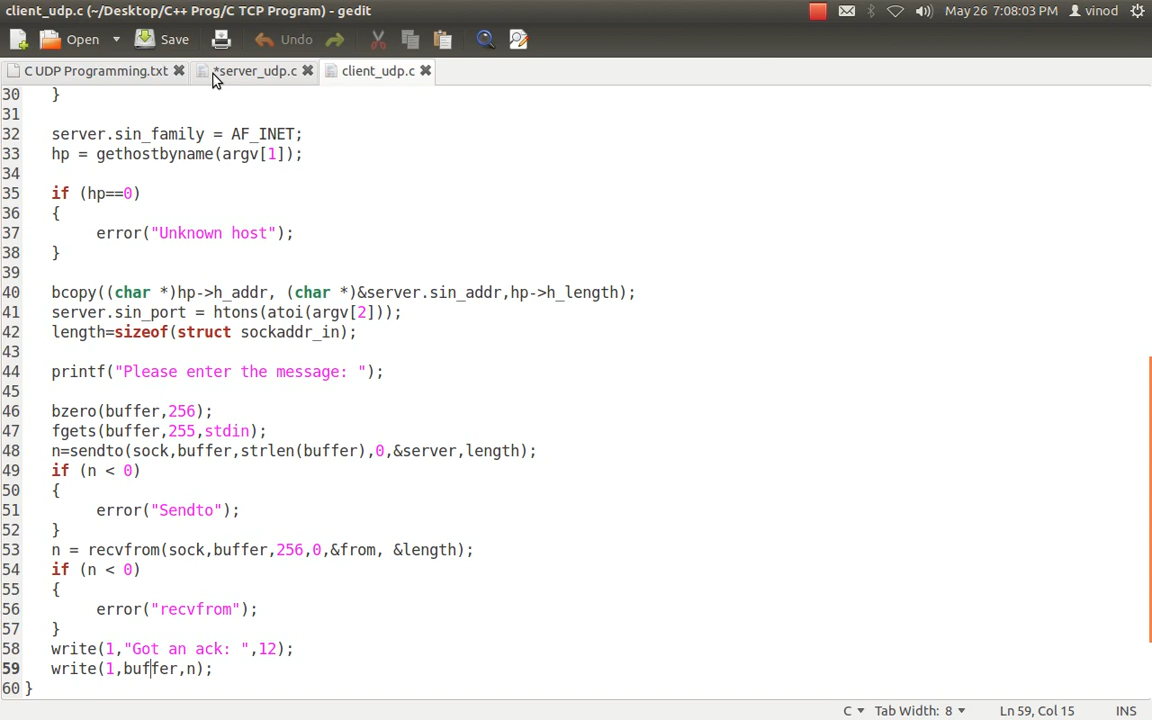 client_udp.c (~/Desktop/C++ Prog/C TCP Program) - gedit
May 26 7:08:03 PM vinod
Open Save Undo
C UDP Programming.txt *server_udp.c client_udp.c
30 }
31
32 server.sin_family = AF_INET;
33 hp = gethostbyname(argv[1]);
34
35 if (hp==0)
36 {
37 error("Unknown host");
38 }
39
40 bcopy((char *)hp->h_addr, (char *)&server.sin_addr,hp->h_length);
41 server.sin_port = htons(atoi(argv[2]));
42 length=sizeof(struct sockaddr_in);
43
44 printf("Please enter the message: ");
45
46 bzero(buffer,256);
47 fgets(buffer,255,stdin);
48 n=sendto(sock,buffer,strlen(buffer),0,&server,length);
49 if (n < 0)
50 {
51 error("Sendto");
52 }
53 n = recvfrom(sock,buffer,256,0,&from, &length);
54 if (n < 0)
55 {
56 error("recvfrom");
57 }
58 write(1,"Got an ack: ",12);
59 write(1,buffer,n);
60 }
C Tab Width: 8 Ln 59, Col 15 INS